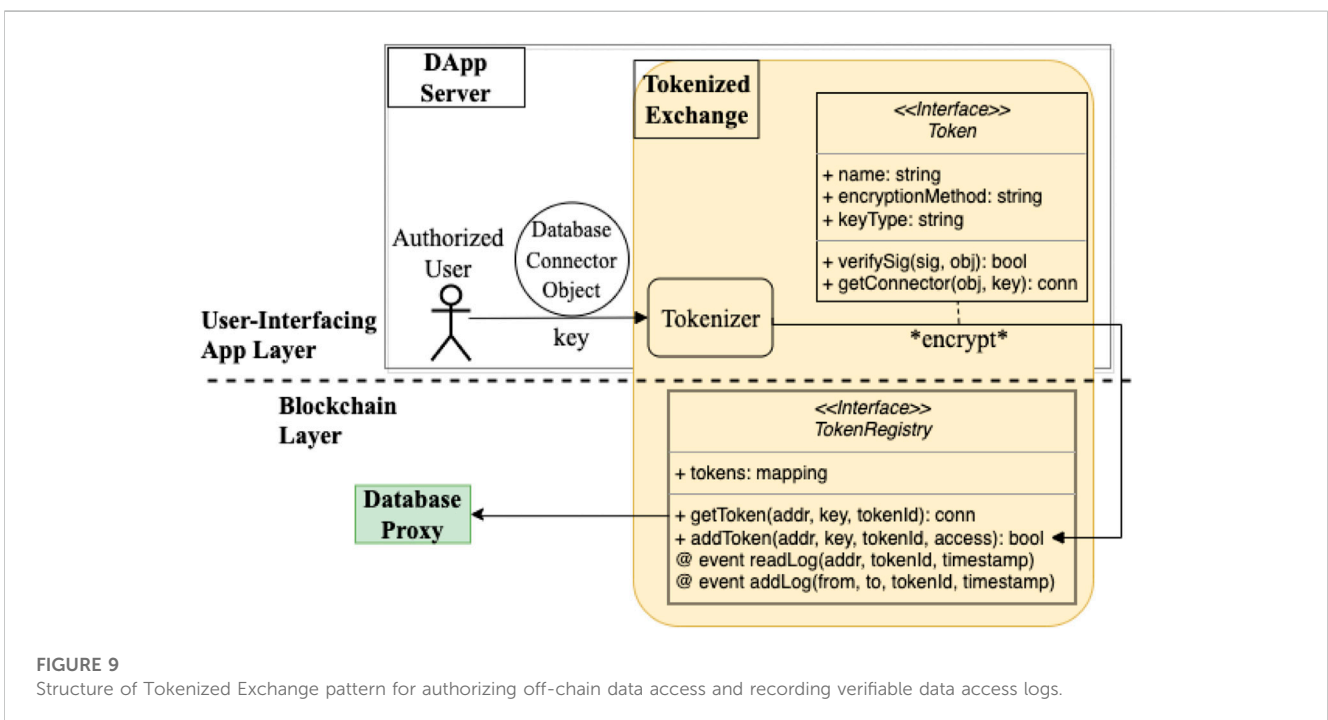 DApp
Server
Tokenized
Exchange
<<Interface>>
Token
+ name: string
+ encryptionMethod: string
+ keyType: string
+ verifySig(sig, obj): bool
+ getConnector(obj, key): conn
Authorized
User
Database
Connector
Object
key
Tokenizer
*encrypt*
User-Interfacing
App Layer
Blockchain
Layer
<<Interface>>
TokenRegistry
+ tokens: mapping
+ getToken(addr, key, tokenId): conn
+ addToken(addr, key, tokenId, access): bool
@ event readLog(addr, tokenId, timestamp)
@ event addLog(from, to, tokenId, timestamp)
Database
Proxy
FIGURE 9
Structure of Tokenized Exchange pattern for authorizing off-chain data access and recording verifiable data access logs.